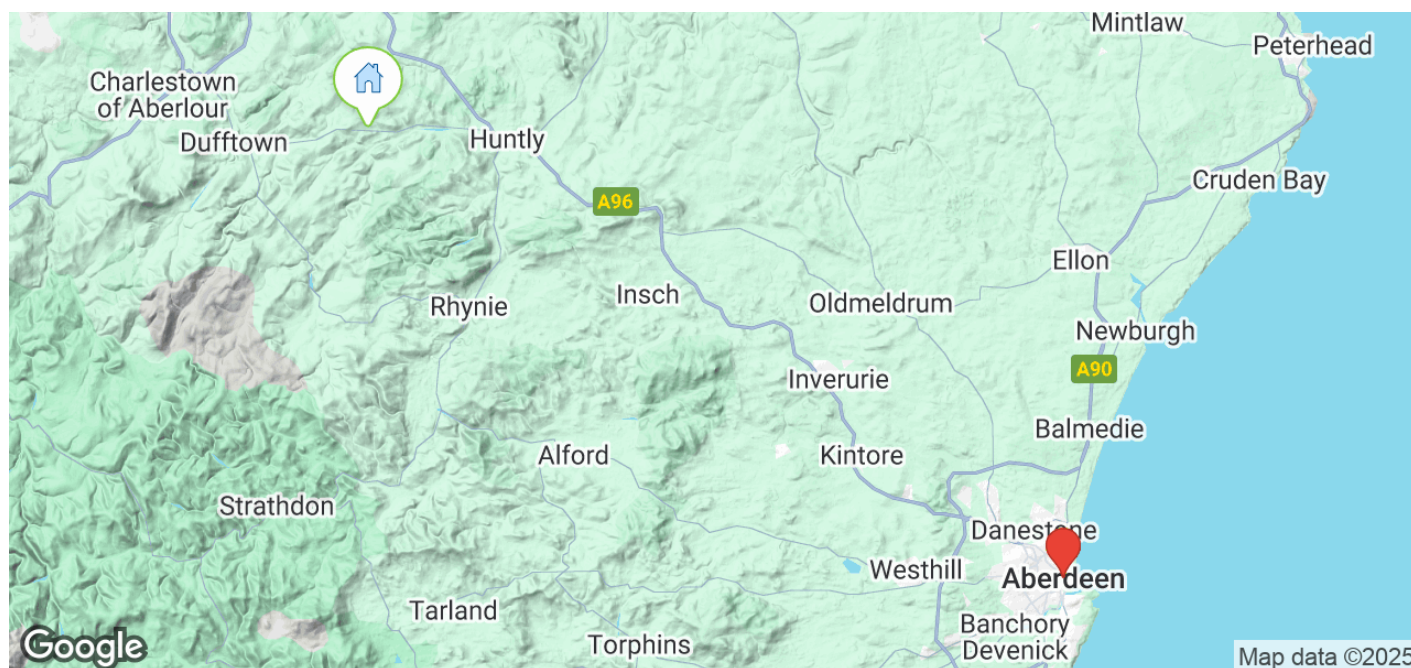 Mintlaw
Peterhead
Charlestown
of Aberlour
Dufftown
Huntly
Cruden Bay
A96
Ellon
Rhynie
Insch
Oldmeldrum
Newburgh
A90
Inverurie
Balmedie
Alford
Kintore
Strathdon
Danestone
Westhill
Aberdeen
Tarland
Banchory
Devenick
Torphins
Google
Map data ©2025